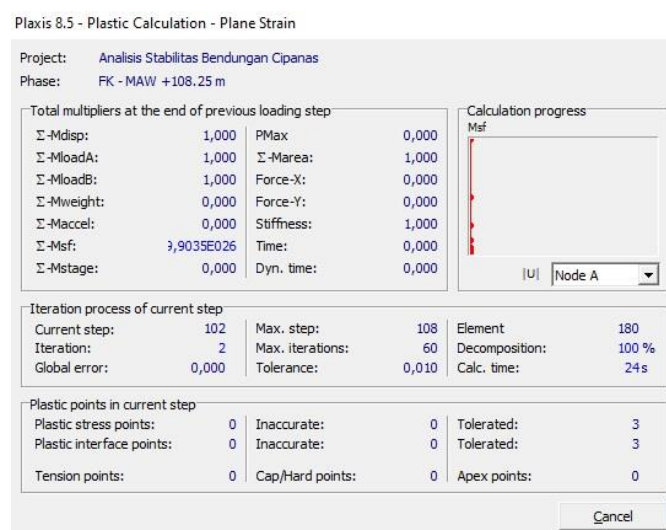 Plaxis 8.5 - Plastic Calculation - Plane Strain
Project: Analisis Stabilitas Bendungan Cipanas
Phase: FK - MAW +108.25 m
Total multipliers at the end of previous loading step
Σ-Mdisp: 1,000 PMax 0,000
Σ-MloadA: 1,000 Σ-Marea: 1,000
Σ-MloadB: 1,000 Force-X: 0,000
Σ-Mweight: 0,000 Force-Y: 0,000
Σ-Maccel: 0,000 Stiffness: 1,000
Σ-Msf: ,9035E026 Time: 0,000
Σ-Mstage: 0,000 Dyn. time: 0,000
Calculation progress
Msf
|U| Node A
Iteration process of current step
Current step: 102 Max. step: 108 Element 180
Iteration: 2 Max. iterations: 60 Decomposition: 100 %
Global error: 0,000 Tolerance: 0,010 Calc. time: 24 s
Plastic points in current step
Plastic stress points: 0 Inaccurate: 0 Tolerated: 3
Plastic interface points: 0 Inaccurate: 0 Tolerated: 3
Tension points: 0 Cap/Hard points: 0 Apex points: 0
Cancel